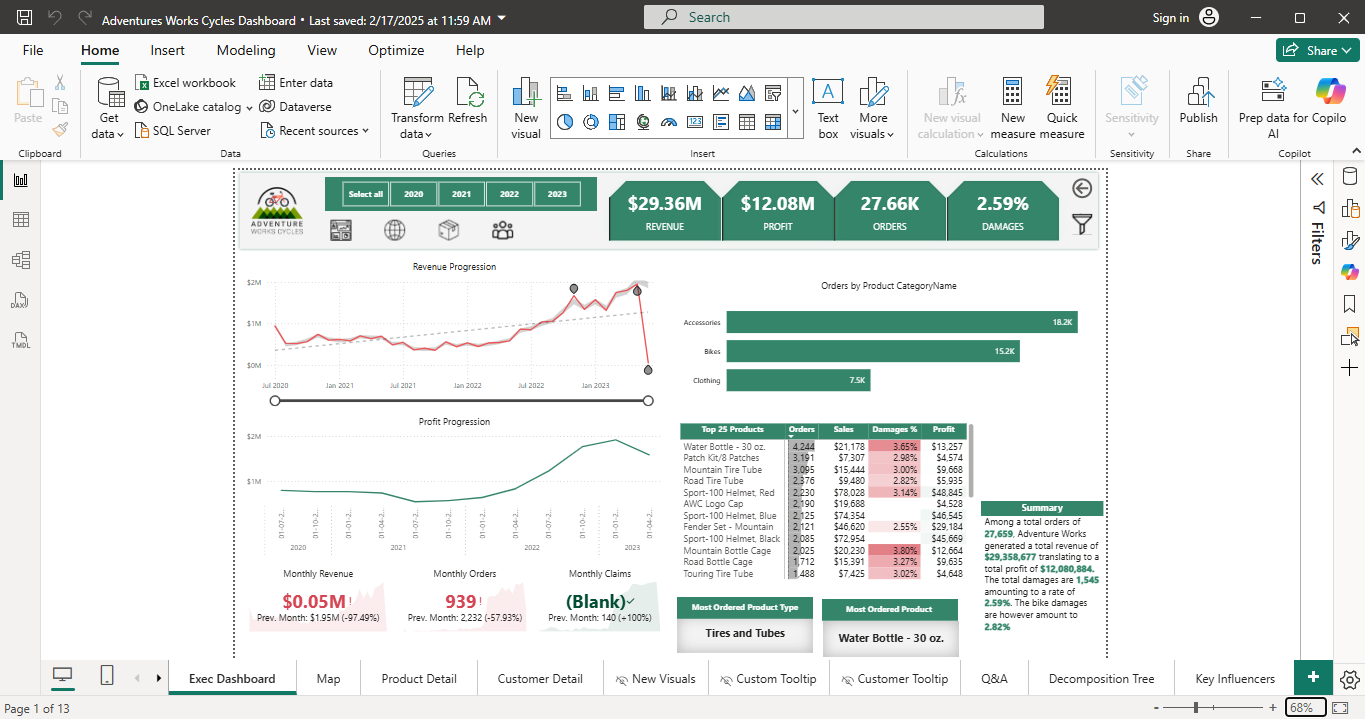 Adventures Works Cycles Dashboard • Last saved: 2/17/2025 at 11:59 AM
Search
Sign in
File Home Insert Modeling View Optimize Help
Share
Paste
Clipboard
Get data
Excel workbook
OneLake catalog
SQL Server
Enter data
Dataverse
Recent sources
Data
Transform data
Refresh
Queries
New visual
Text box
More visuals
Insert
New visual calculation
New measure
Quick measure
Calculations
Sensitivity
Sensitivity
Publish
Share
Prep data for AI
Copilo
Copilot
DAX
TMDL
ADVENTURE
WORKS CYCLES
Select all 2020 2021 2022 2023
$29.36M
REVENUE
$12.08M
PROFIT
27.66K
ORDERS
2.59%
DAMAGES
Filters
Revenue Progression
$2M
$1M
$0M
Jul 2020 Jan 2021 Jul 2021 Jan 2022 Jul 2022 Jan 2023
Orders by Product CategoryName
Accessories 18.2K
Bikes 15.2K
Clothing 7.5K
Profit Progression
$2M
$1M
01-07-2... 01-10-2... 01-01-2... 01-04-2... 01-07-2... 01-10-2... 01-01-2... 01-04-2... 01-07-2... 01-10-2... 01-01-2... 01-04-2...
2020 2021 2022 2023
Top 25 Products Orders Sales Damages % Profit
Water Bottle - 30 oz. 4,244 $21,178 3.65% $13,257
Patch Kit/8 Patches 3,191 $7,307 2.98% $4,574
Mountain Tire Tube 3,095 $15,444 3.00% $9,668
Road Tire Tube 2,376 $9,480 2.82% $5,935
Sport-100 Helmet, Red 2,230 $78,028 3.14% $48,845
AWC Logo Cap 2,190 $19,688 $4,528
Sport-100 Helmet, Blue 2,125 $74,354 $46,545
Fender Set - Mountain 2,121 $46,620 2.55% $29,184
Sport-100 Helmet, Black 2,085 $72,954 $45,669
Mountain Bottle Cage 2,025 $20,230 3.80% $12,664
Road Bottle Cage 1,712 $15,391 3.27% $9,635
Touring Tire Tube 1,488 $7,425 3.02% $4,648
Summary
Among a total orders of
27,659, Adventure Works
generated a total revenue of
$29,358,677 translating to a
total profit of $12,080,884.
The total damages are 1,545
amounting to a rate of
2.59%. The bike damages
are however amount to
2.82%
Monthly Revenue
$0.05M!
Prev. Month: $1.95M (-97.49%)
Monthly Orders
939!
Prev. Month: 2,232 (-57.93%)
Monthly Claims
(Blank)
Prev. Month: 140 (+100%)
Most Ordered Product Type
Tires and Tubes
Most Ordered Product
Water Bottle - 30 oz.
Exec Dashboard Map Product Detail Customer Detail New Visuals Custom Tooltip Customer Tooltip Q&A Decomposition Tree Key Influencers +
Page 1 of 13
- + 68%